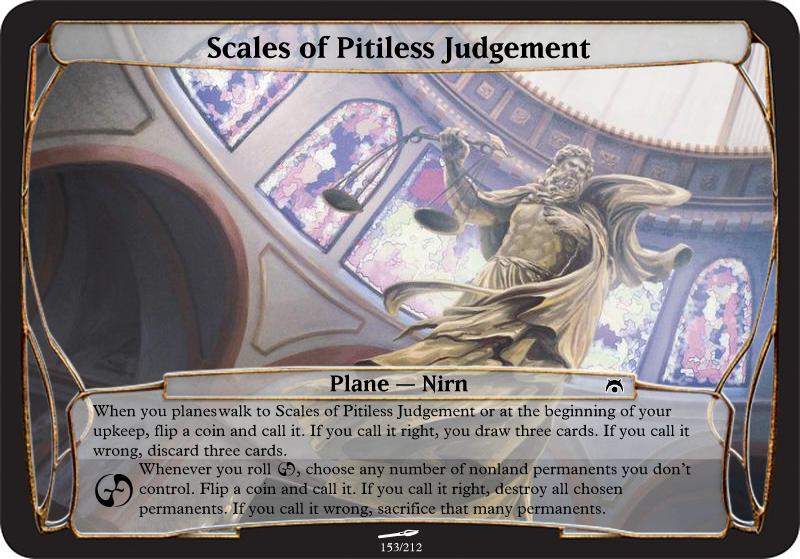 Scales of Pitiless Judgement
Plane — Nirn
When you planeswalk to Scales of Pitiless Judgement or at the beginning of your
upkeep, flip a coin and call it. If you call it right, you draw three cards. If you call it
wrong, discard three cards.
Whenever you roll , choose any number of nonland permanents you don't
control. Flip a coin and call it. If you call it right, destroy all chosen
permanents. If you call it wrong, sacrifice that many permanents.
153/212